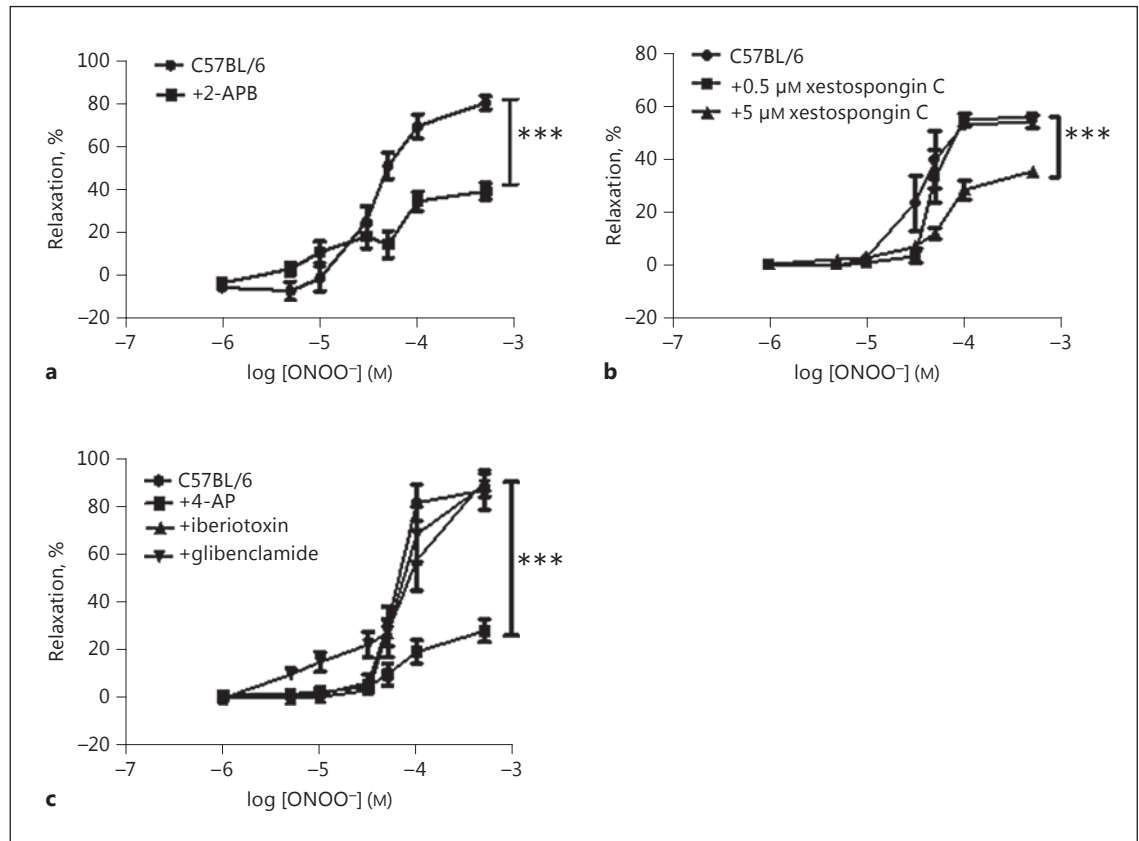 100
80
60
40
20
0
–20
Relaxation, %
C57BL/6
+2-APB
***
–7 –6 –5 –4 –3
log [ONOO–] (M)
a
80
60
40
20
0
–20
Relaxation, %
C57BL/6
+0.5 µM xestospongin C
+5 µM xestospongin C
***
–7 –6 –5 –4 –3
log [ONOO–] (M)
b
100
80
60
40
20
0
–20
Relaxation, %
C57BL/6
+4-AP
+iberiotoxin
+glibenclamide
***
–7 –6 –5 –4 –3
log [ONOO–] (M)
c